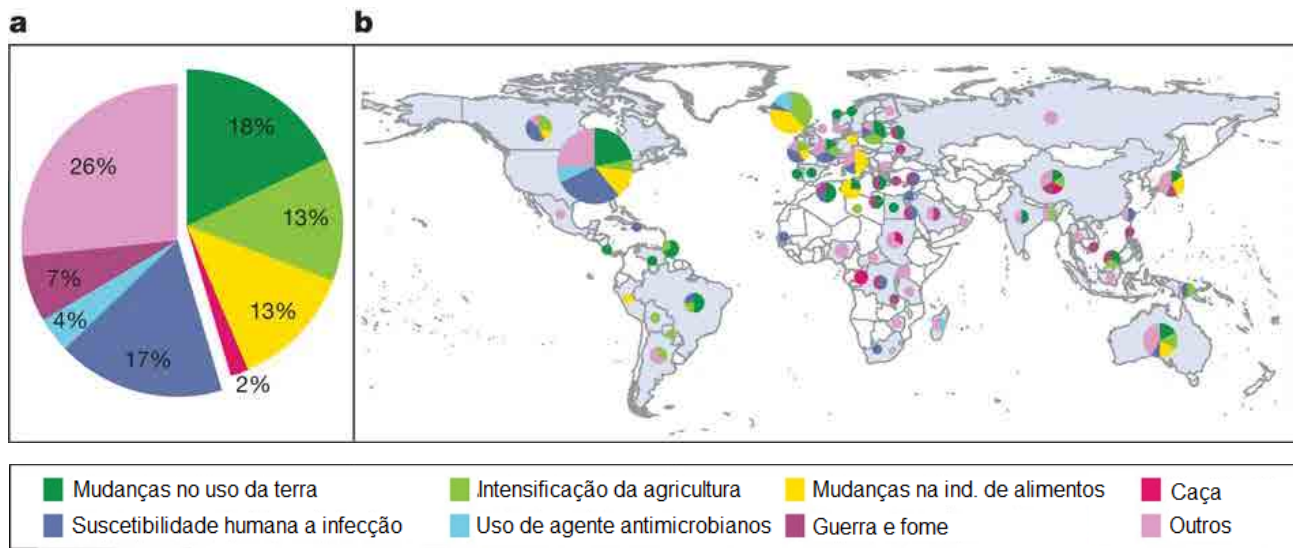 a
b
18%
26%
13%
7%
4%
13%
17%
2%
Mudanças no uso da terra
Intensificação da agricultura
Mudanças na ind. de alimentos
Caça
Suscetibilidade humana a infecção
Uso de agente antimicrobianos
Guerra e fome
Outros